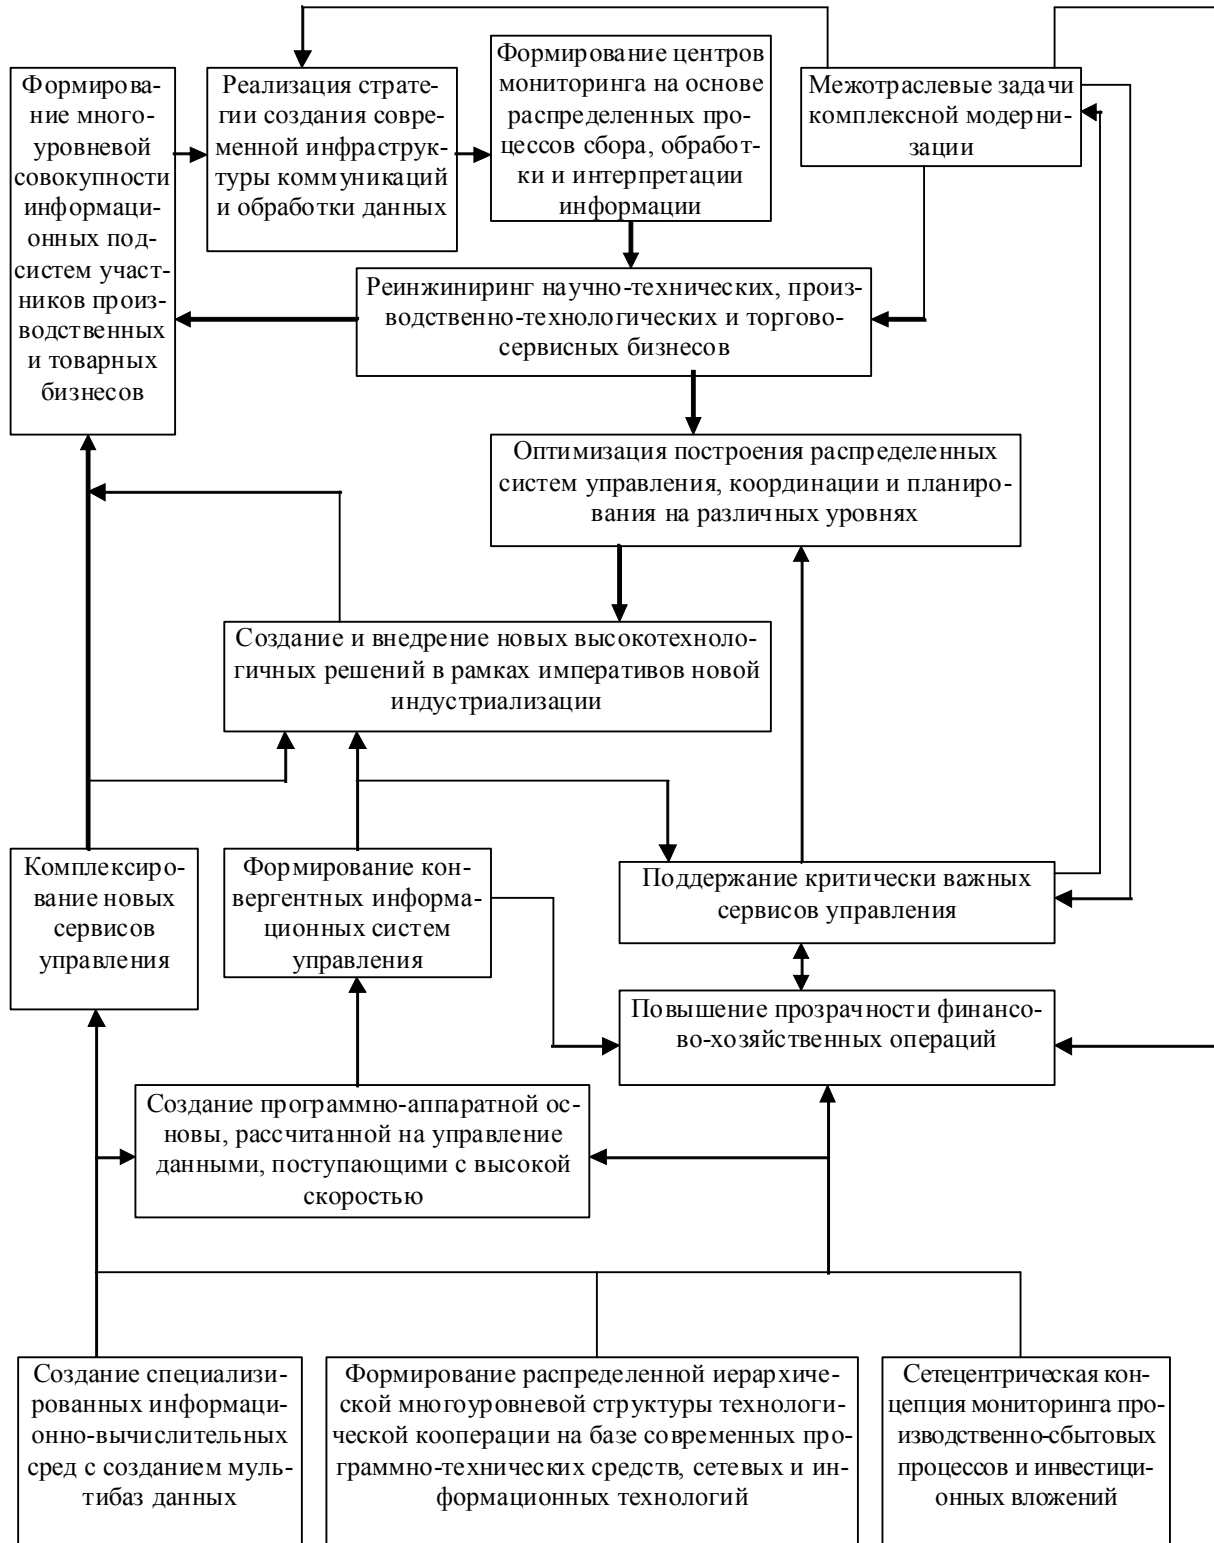 Формирова-
ние много-
уровневой
совокупности
информаци-
онных под-
систем участ-
ников произ-
водственных
и товарных
бизнесов
Реализация страте-
гии создания совре-
менной инфраструк-
туры коммуникаций
и обработки данных
Формирование центров
мониторинга на основе
распределенных про-
цессов сбора, обработ-
ки и интерпретации
информации
Межотраслевые задачи
комплексной модерни-
зации
Реинжиниринг научно-технических, произ-
водственно-технологических и торгово-
сервисных бизнесов
Оптимизация построения распределенных
систем управления, координации и планиро-
вания на различных уровнях
Создание и внедрение новых высокотехноло-
гичных решений в рамках императивов новой
индустриализации
Комплексиро-
вание новых
сервисов
управления
Формирование кон-
вергентных информа-
ционных систем
управления
Поддержание критически важных
сервисов управления
Повышение прозрачности финансо-
во-хозяйственных операций
Создание программно-аппаратной ос-
новы, рассчитанной на управление
данными, поступающими с высокой
скоростью
Создание специализи-
рованных информаци-
онно-вычислительных
сред с созданием муль-
тибаз данных
Формирование распределенной иерархиче-
ской многоуровневой структуры технологи-
ческой кооперации на базе современных про-
граммно-технических средств, сетевых и ин-
формационных технологий
Сетецентрическая кон-
цепция мониторинга про-
изводственно-сбытовых
процессов и инвестици-
онных вложений